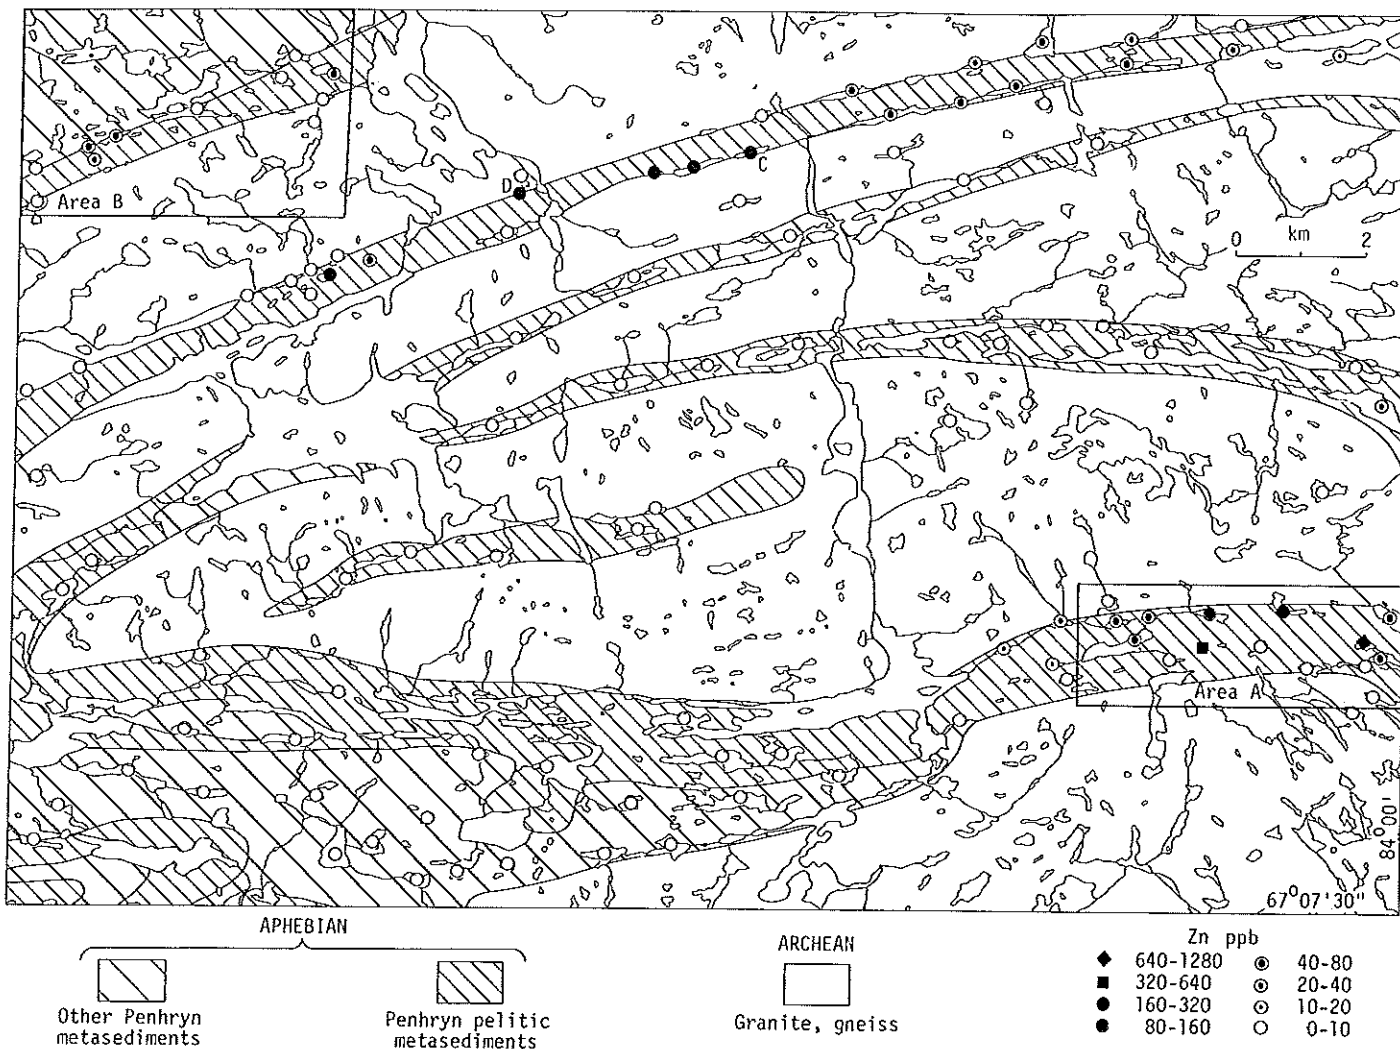 C
D
Area B
km
0 2
Area A
84°00'
67°07'30"
APHEBIAN
Other Penhryn
metasediments
Penhryn pelitic
metasediments
ARCHEAN
Granite, gneiss
Zn ppb
640-1280 40-80
320-640 20-40
160-320 10-20
80-160 0-10